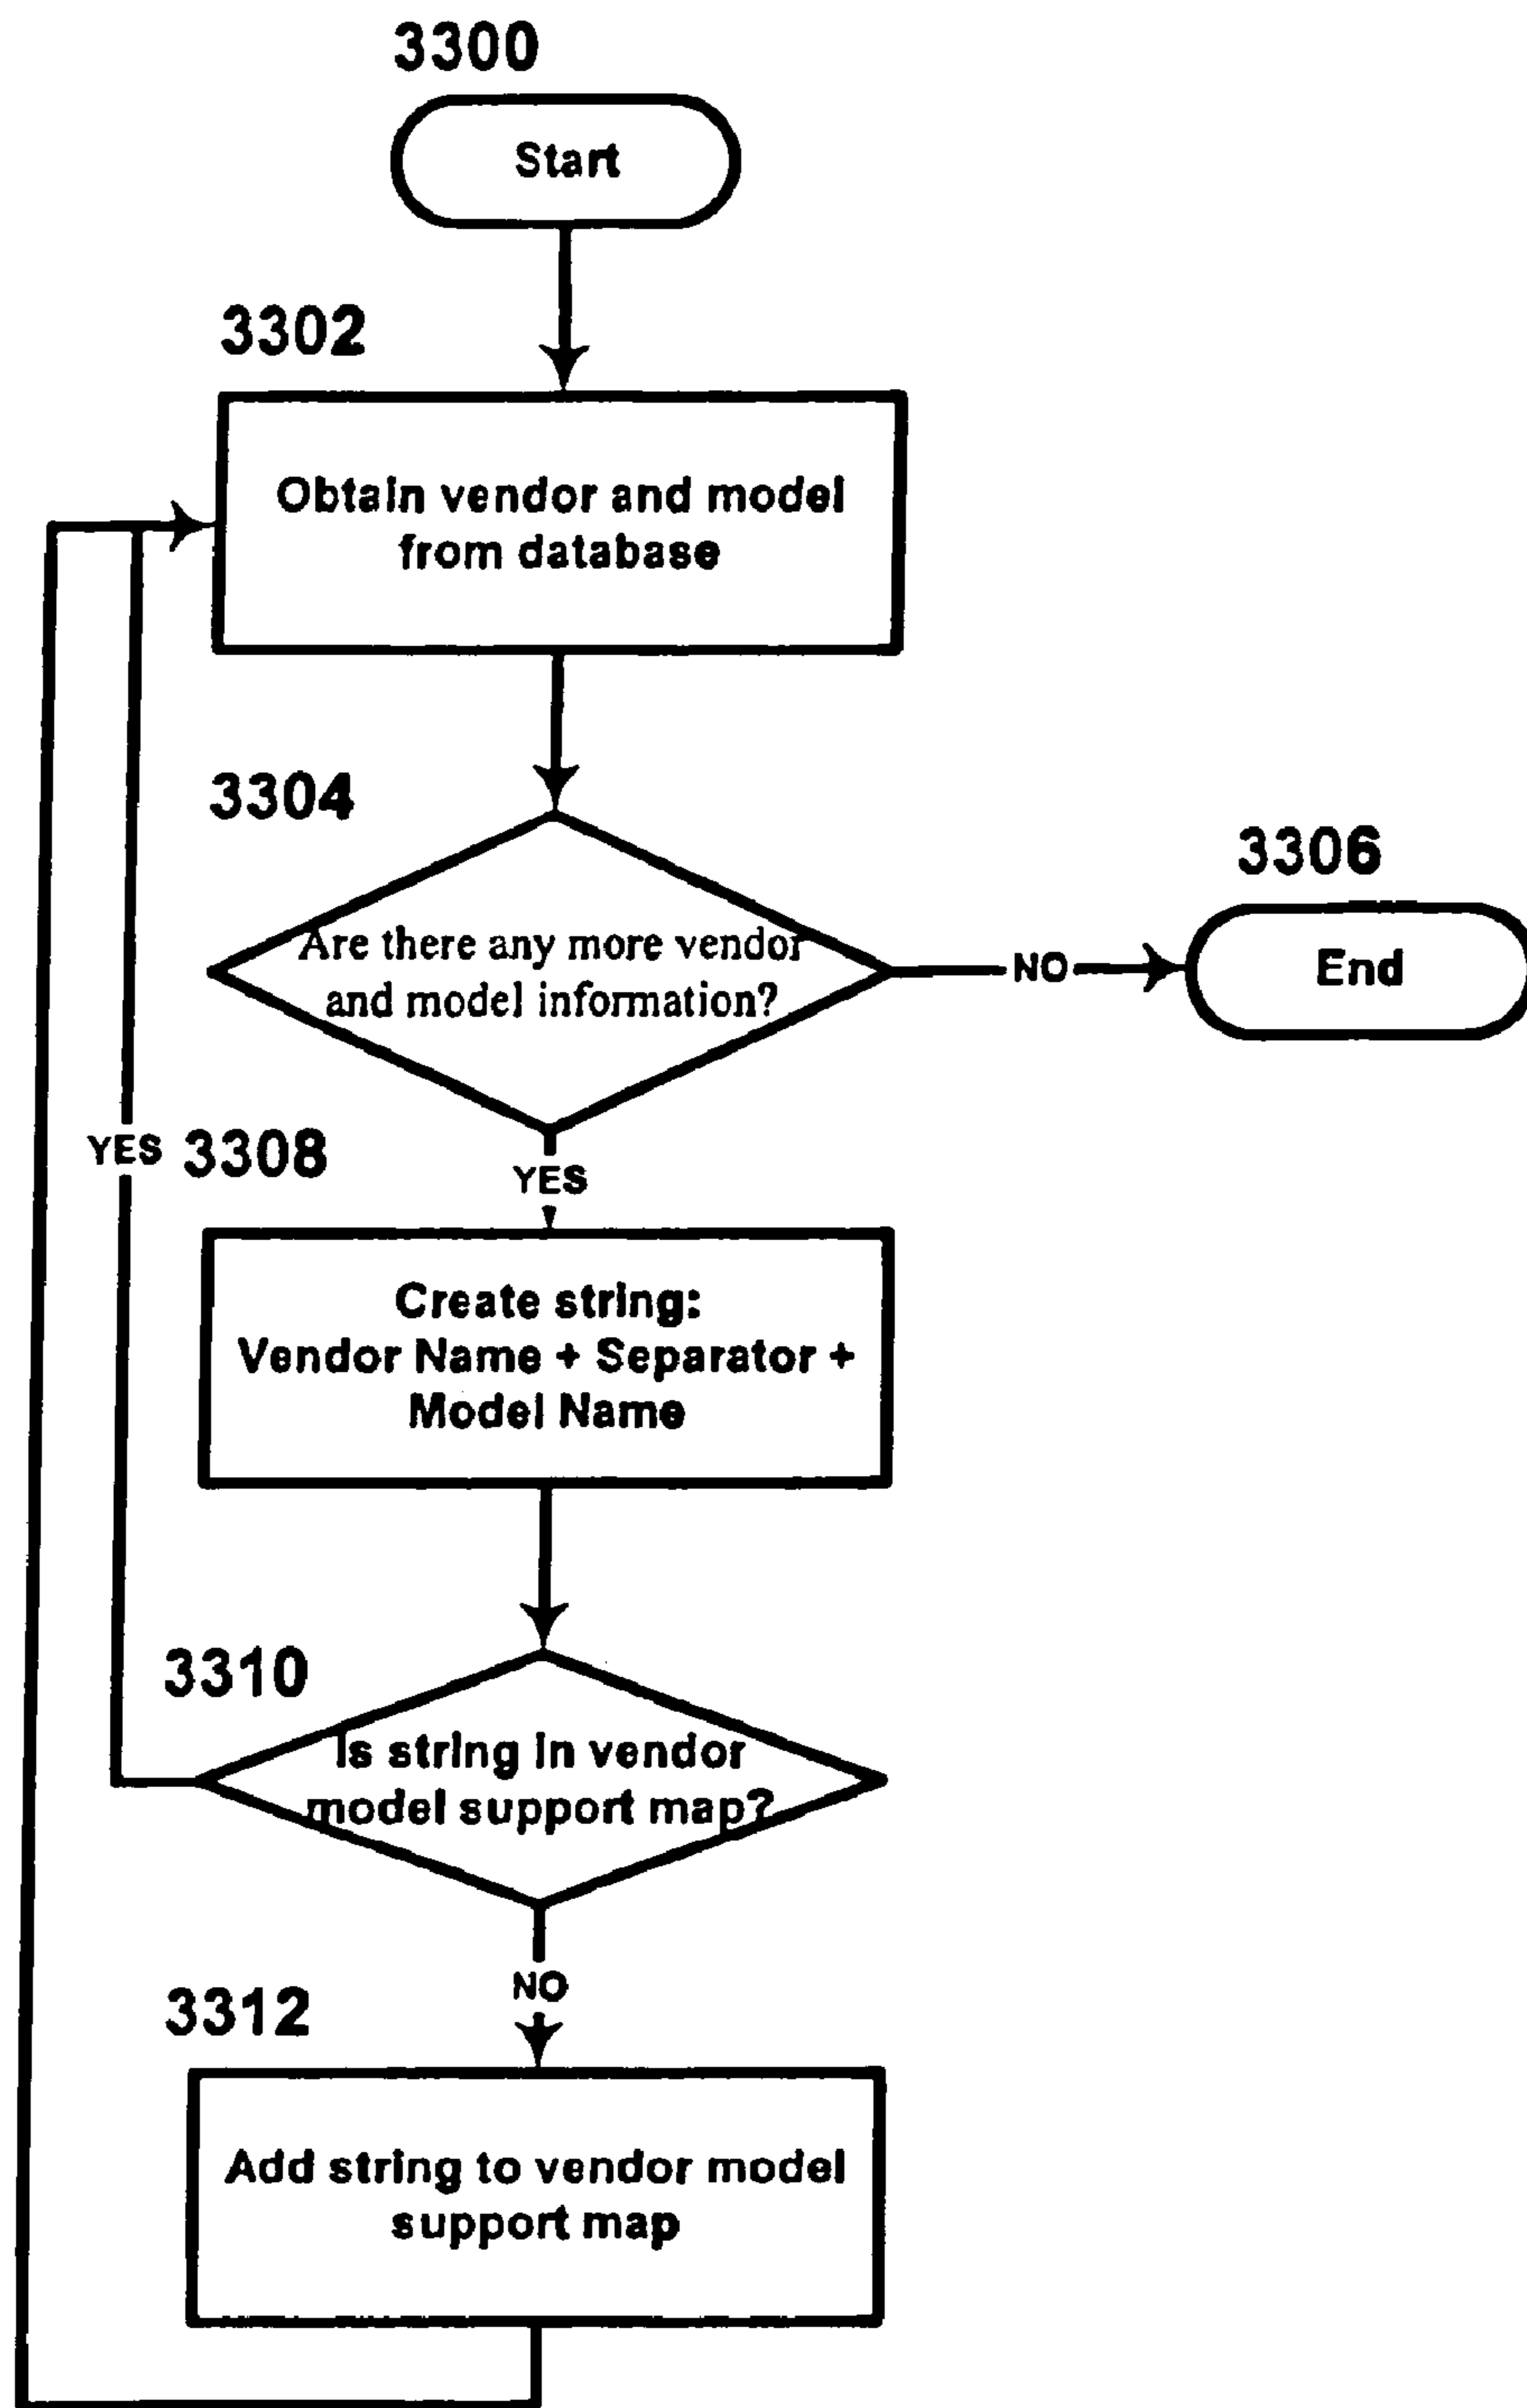 3300
Start
3302
Obtain vendor and model
from database
3304
Are there any more vendor
and model information?
NO
3306
End
YES
3308
YES
Create string:
Vendor Name + Separator +
Model Name
3310
Is string in vendor
model support map?
NO
3312
Add string to vendor model
support map